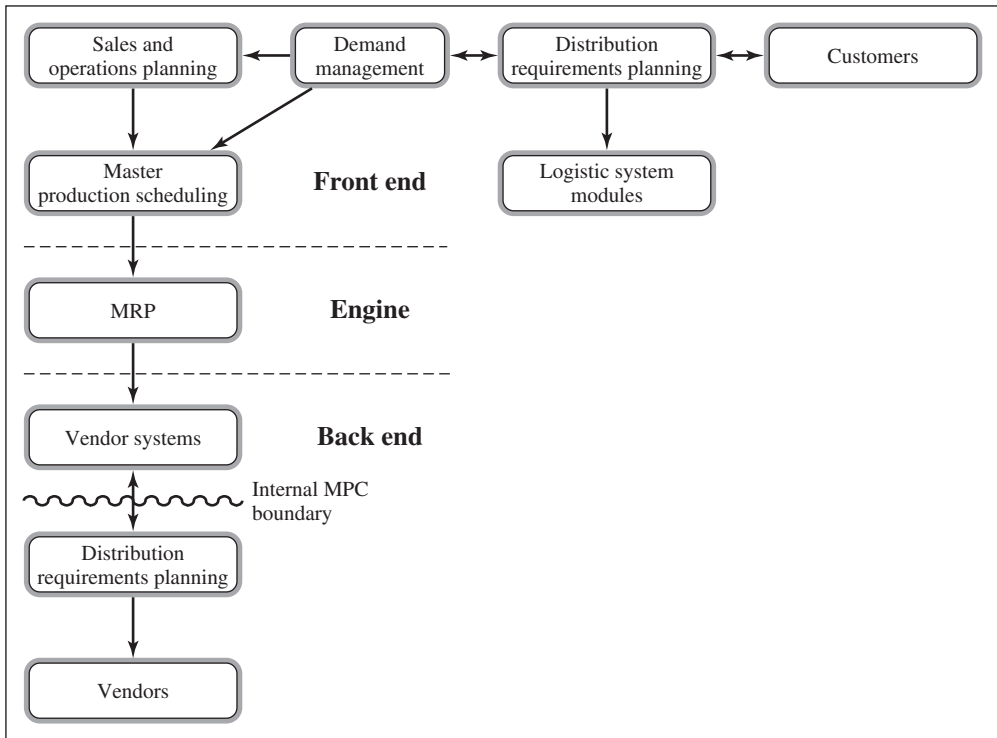 Sales and
operations planning
Demand
management
Distribution
requirements planning
Customers
Master
production scheduling
Front end
Logistic system
modules
MRP
Engine
Vendor systems
Back end
Internal MPC
boundary
Distribution
requirements planning
Vendors